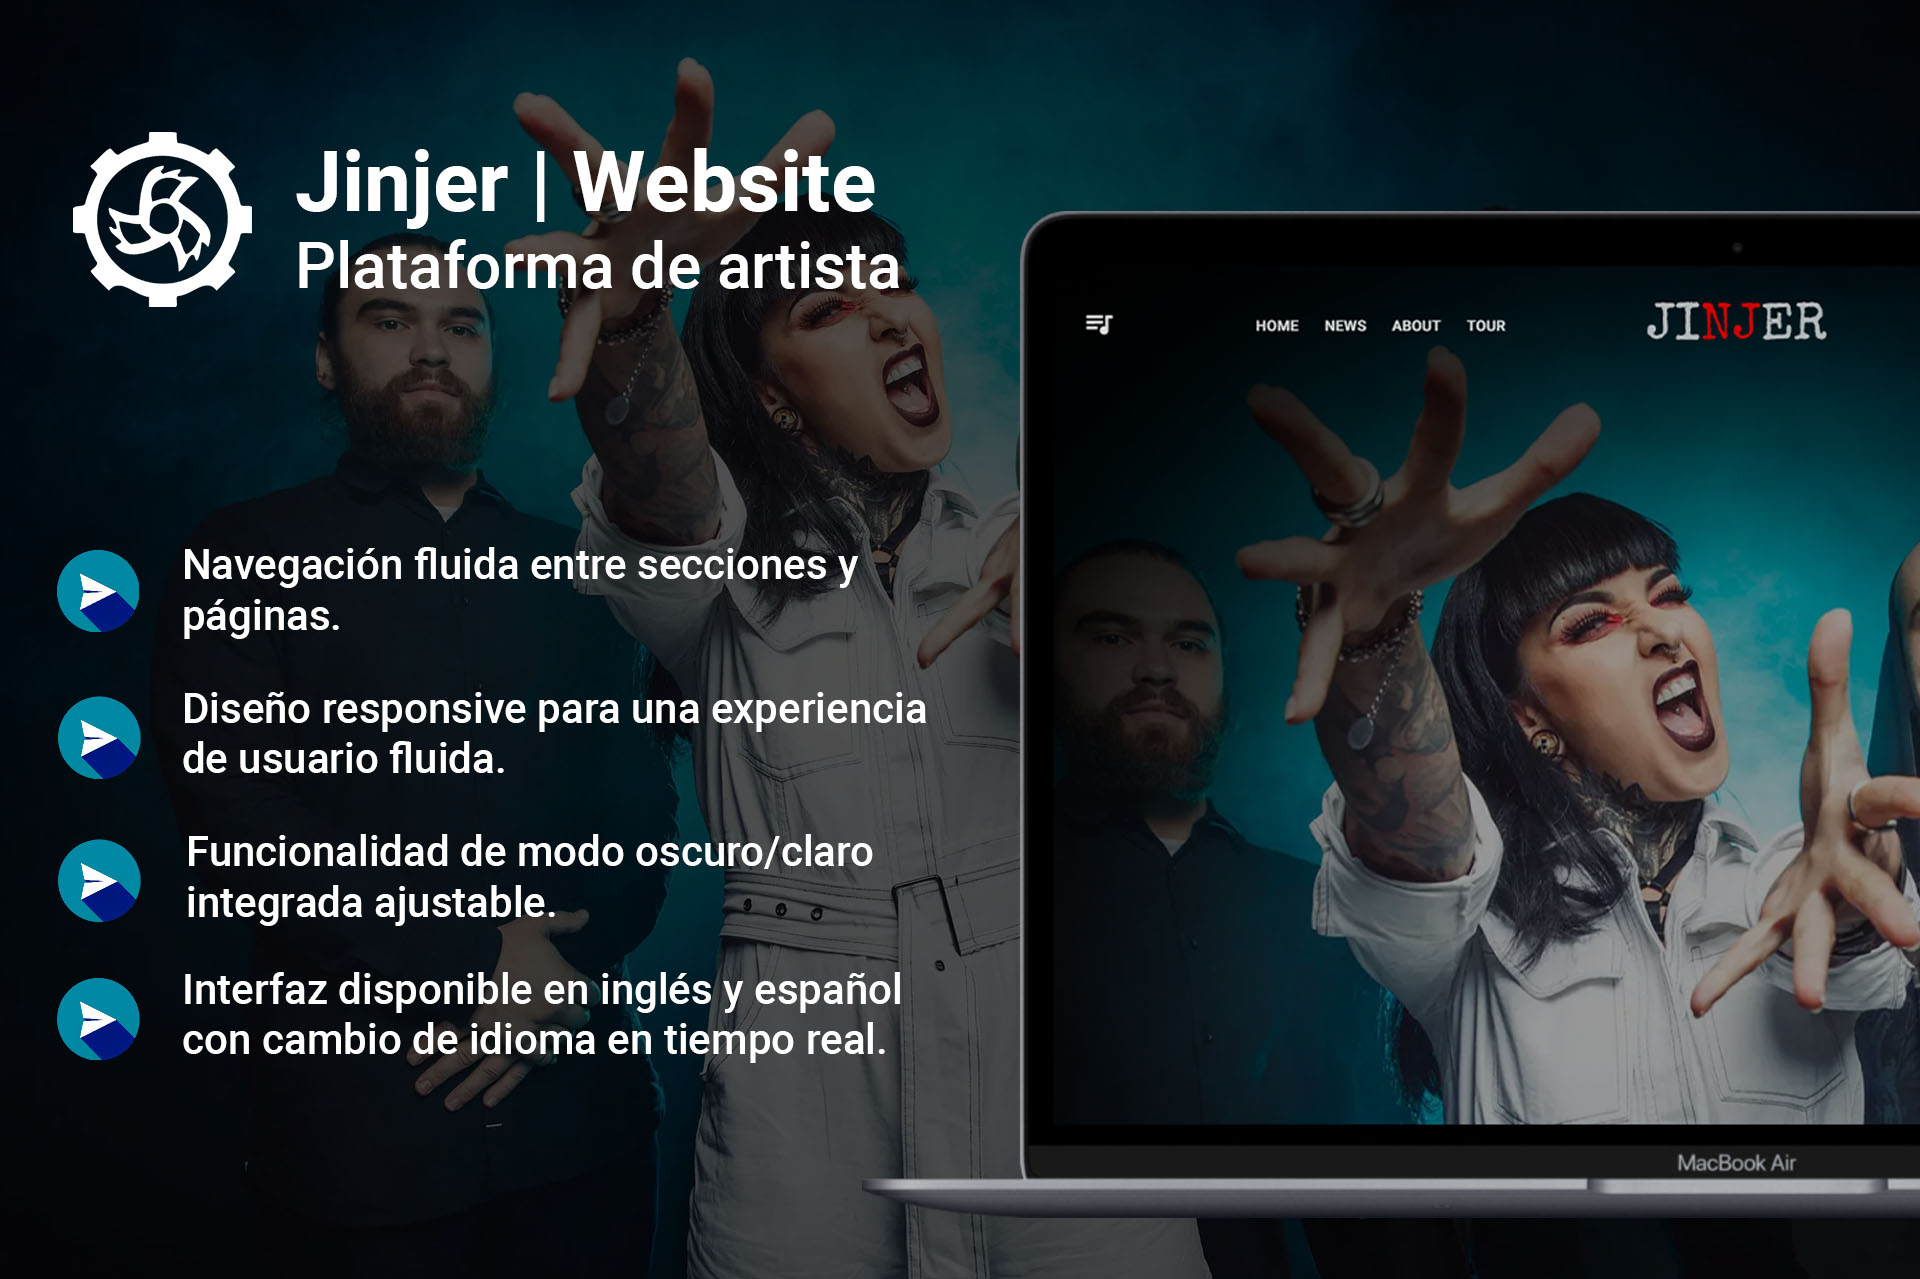 Jinjer | Website
Plataforma de artista
HOME NEWS ABOUT TOUR
JINJER
Navegación fluida entre secciones y
páginas.
Diseño responsive para una experiencia
de usuario fluida.
Funcionalidad de modo oscuro/claro
integrada ajustable.
Interfaz disponible en inglés y español
con cambio de idioma en tiempo real.
MacBook Air